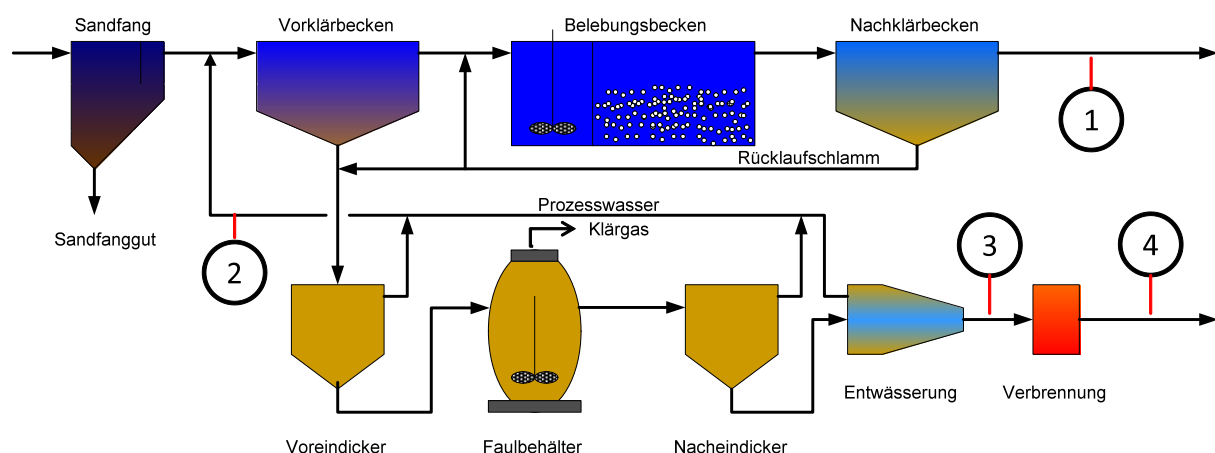 Sandfang
Vorklärbecken
Belebungsbecken
Nachklärbecken
1
Rücklaufschlamm
Prozesswasser
Klärgas
Sandfanggut
2
3
4
Entwässerung
Verbrennung
Voreindicker
Faulbehälter
Nacheindicker